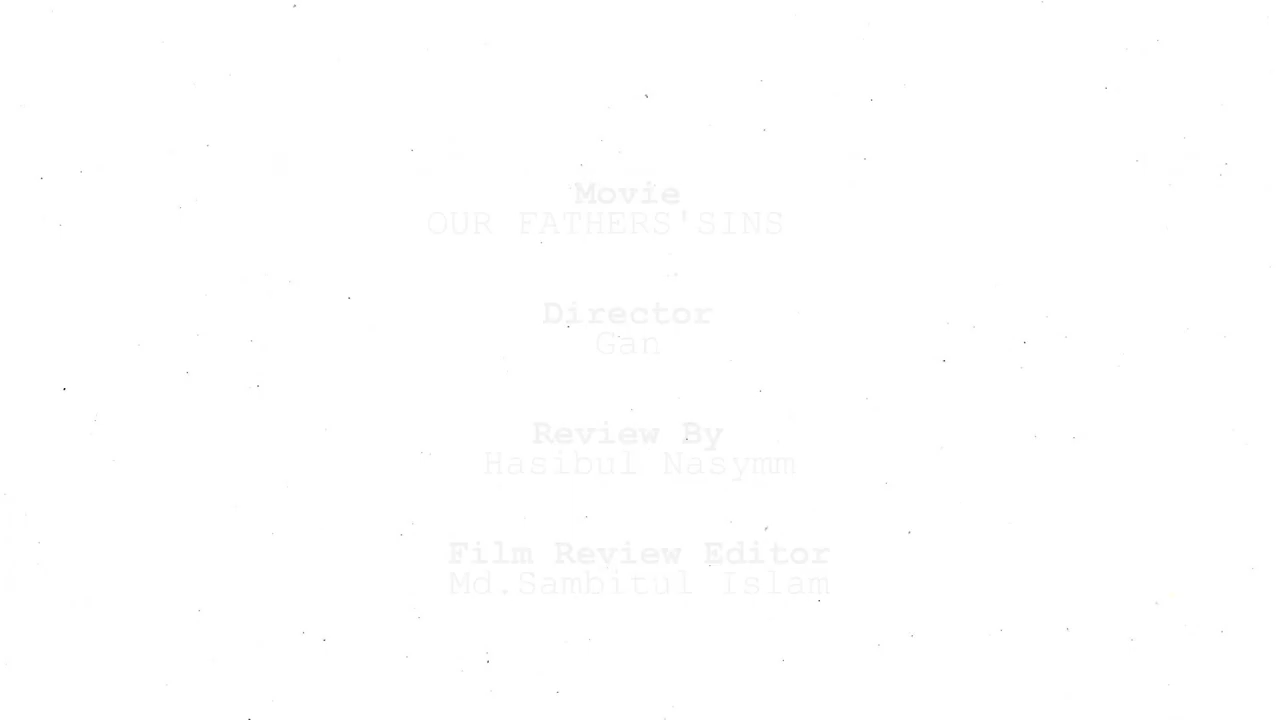 Movie
OUR FATHERS'SINS
Director
Gan
Review By
Hasibul Nasymm
Film Review Editor
Md.Sambitul Islam